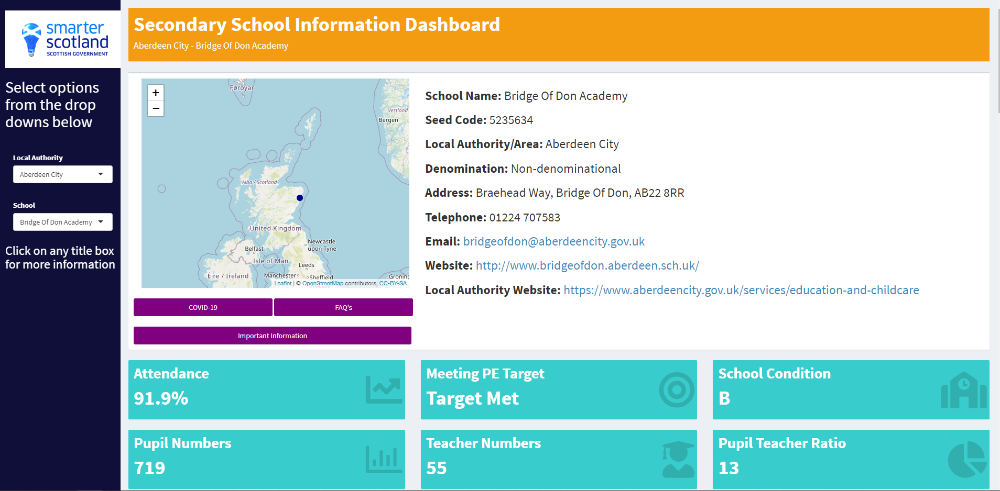 smarter
scotland
SCOTTISH GOVERNMENT
Select options
from the drop
downs below
Local Authority
Aberdeen City
School
Bridge Of Don Academy
Click on any title box
for more information
Secondary School Information Dashboard
Aberdeen City - Bridge Of Don Academy
+
−
Føroyar
Vestland
Bergen
Alba / Scotland
United Kingdom
Newcastle
upon Tyne
Belfast
Isle of Man
Leeds
Éire / Ireland
Manchester
Sheffield
Groning
Leaflet | © OpenStreetMap contributors, CC-BY-SA
COVID-19
FAQ's
Important Information
School Name: Bridge Of Don Academy
Seed Code: 5235634
Local Authority/Area: Aberdeen City
Denomination: Non-denominational
Address: Braehead Way, Bridge Of Don, AB22 8RR
Telephone: 01224 707583
Email: bridgeofdon@aberdeencity.gov.uk
Website: http://www.bridgeofdon.aberdeen.sch.uk/
Local Authority Website: https://www.aberdeencity.gov.uk/services/education-and-childcare
Attendance
91.9%
Meeting PE Target
Target Met
School Condition
B
Pupil Numbers
719
Teacher Numbers
55
Pupil Teacher Ratio
13